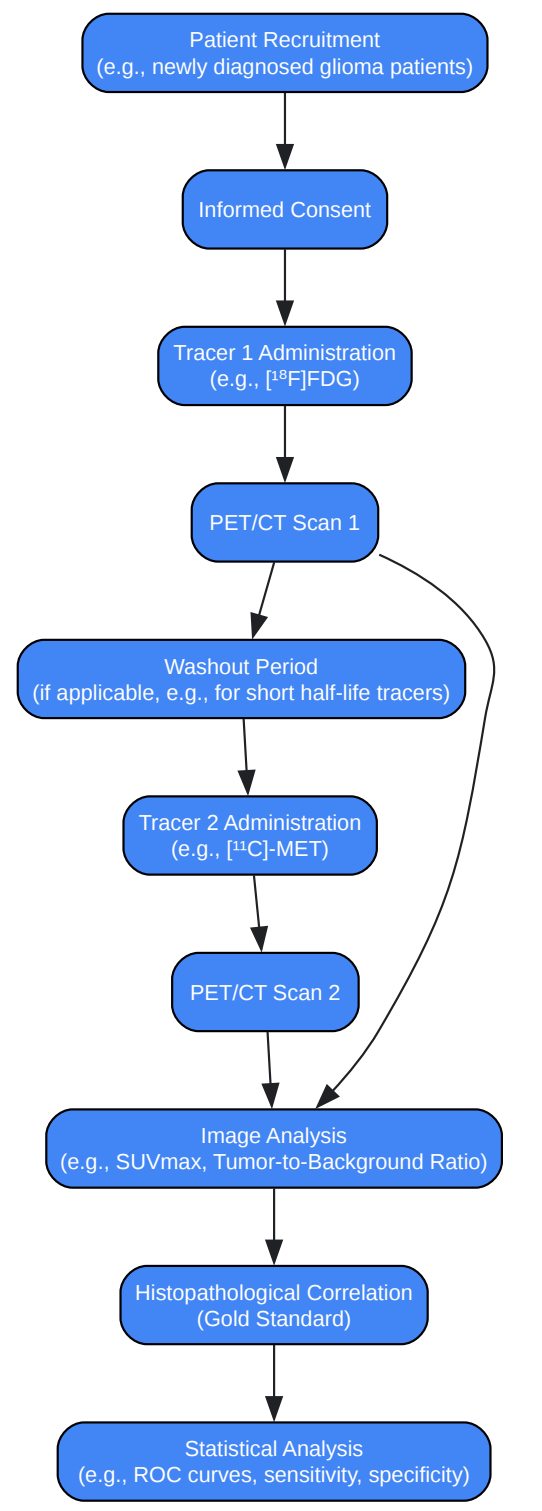 Patient Recruitment
(e.g., newly diagnosed glioma patients)
Informed Consent
Tracer 1 Administration
(e.g., [¹⁸F]FDG)
PET/CT Scan 1
Washout Period
(if applicable, e.g., for short half-life tracers)
Tracer 2 Administration
(e.g., [¹¹C]-MET)
PET/CT Scan 2
Image Analysis
(e.g., SUVmax, Tumor-to-Background Ratio)
Histopathological Correlation
(Gold Standard)
Statistical Analysis
(e.g., ROC curves, sensitivity, specificity)